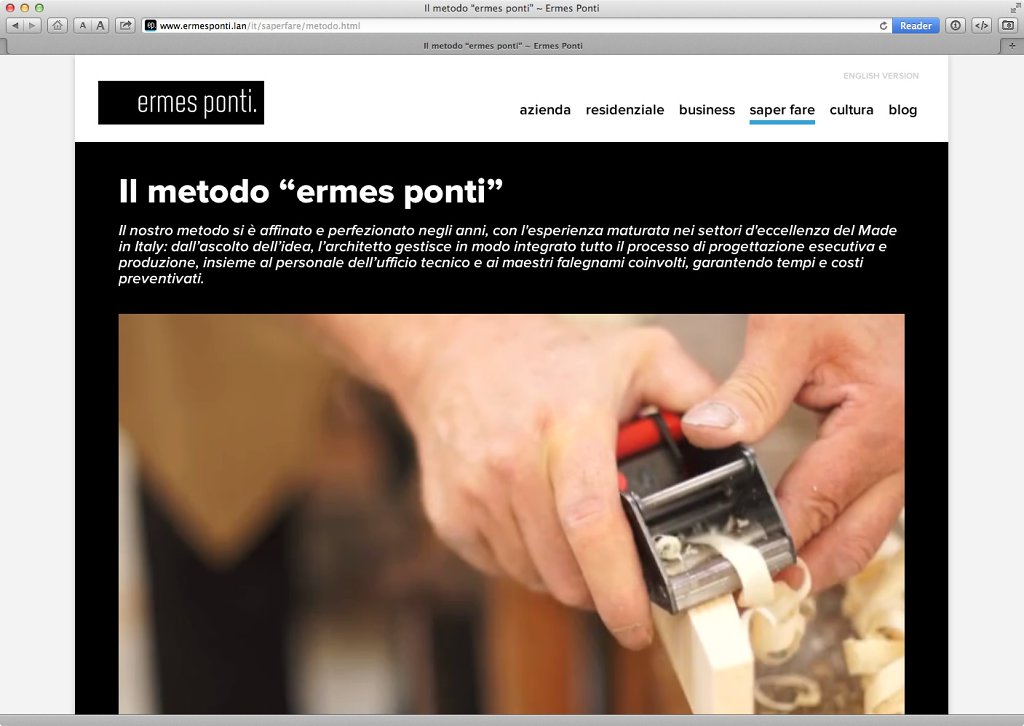 Il metodo “ermes ponti” ~ Ermes Ponti
A A
ep. www.ermesponti.lan/it/saperfare/metodo.html
Reader
</>
Il metodo “ermes ponti” ~ Ermes Ponti
ENGLISH VERSION
ermes ponti.
azienda residenziale business saper fare cultura blog
Il metodo “ermes ponti”
Il nostro metodo si è affinato e perfezionato negli anni, con l'esperienza maturata nei settori d'eccellenza del Made
in Italy: dall’ascolto dell’idea, l’architetto gestisce in modo integrato tutto il processo di progettazione esecutiva e
produzione, insieme al personale dell’ufficio tecnico e ai maestri falegnami coinvolti, garantendo tempi e costi
preventivati.